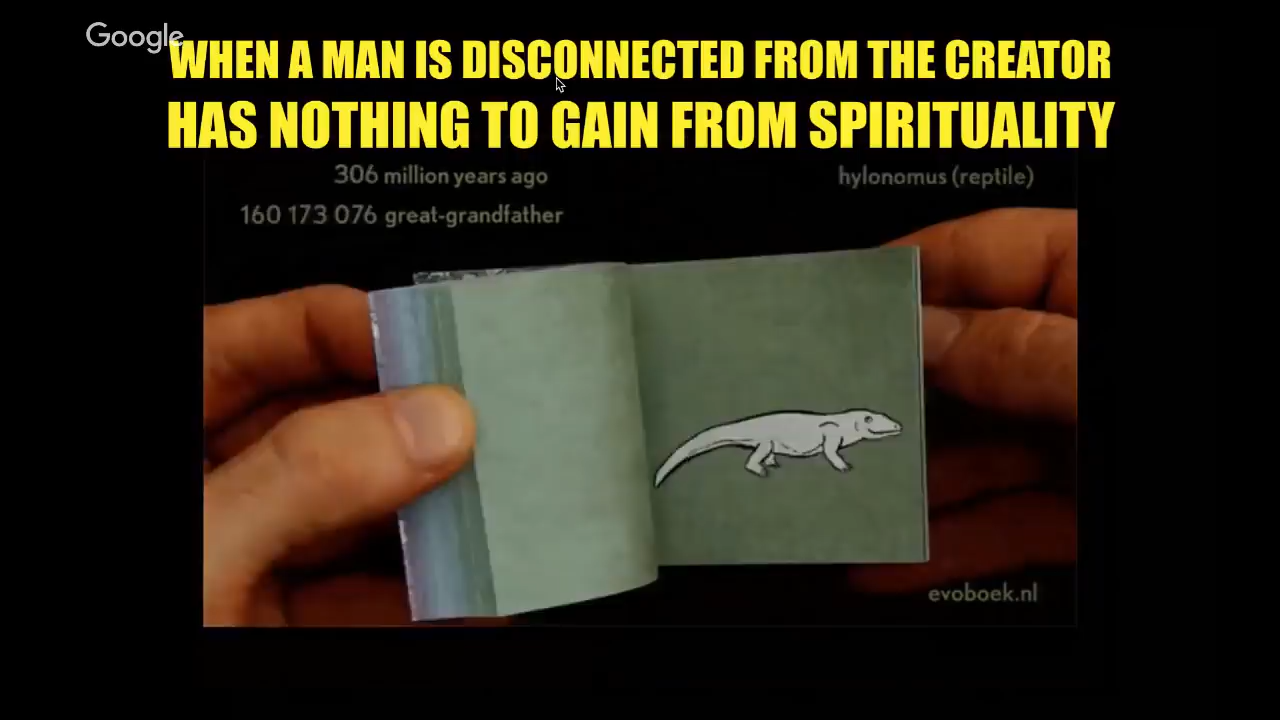 Google
WHEN A MAN IS DISCONNECTED FROM THE CREATOR
HAS NOTHING TO GAIN FROM SPIRITUALITY
306 million years ago
hylonomus (reptile)
160 173 076 great-grandfather
evoboek.nl